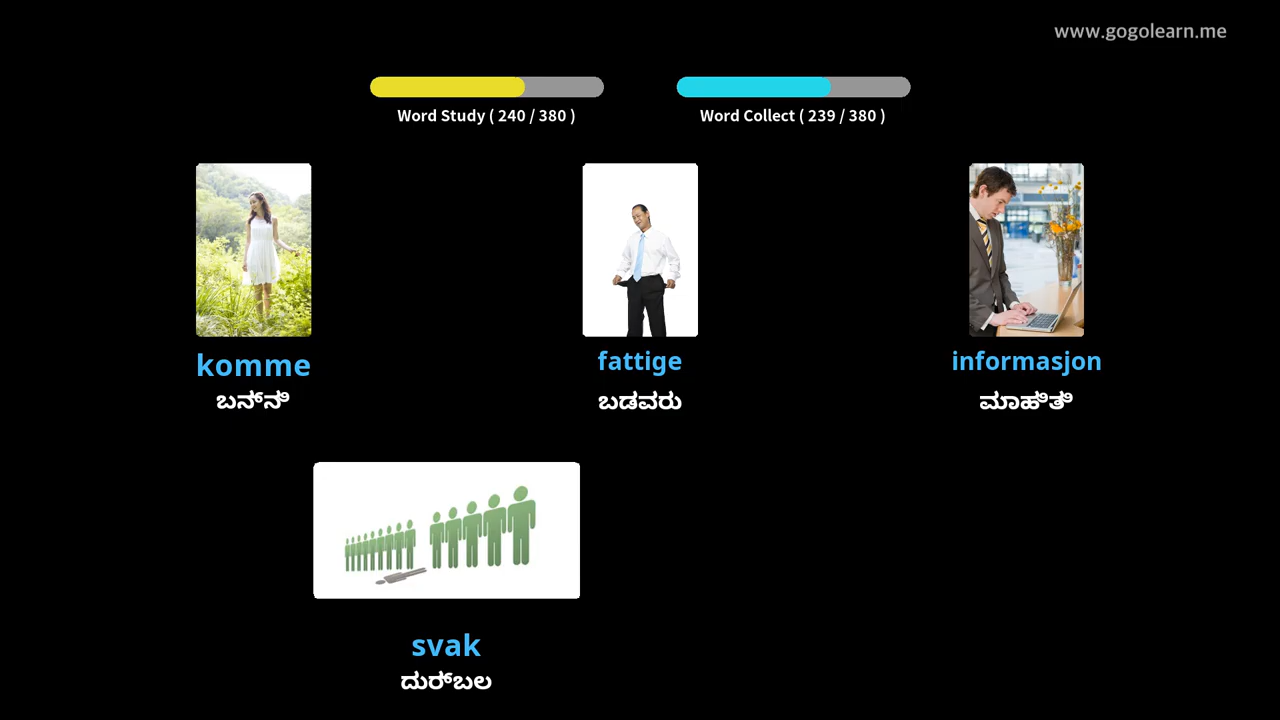 www.gogolearn.me
Word Study ( 240 / 380 )
Word Collect ( 239 / 380 )
komme
ಬನ್ನಿ
fattige
ಬಡವರು
informasjon
ಮಾಹಿತಿ
svak
ದುರ್ಬಲ